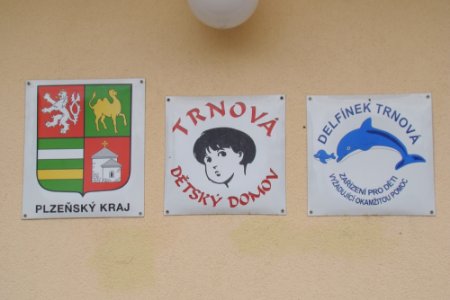 PLZEŇSKÝ KRAJ
TRNOVÁ
DĚTSKÝ DOMOV
DELFÍNEK TRNOVÁ
ZAŘÍZENÍ PRO DĚTI
VYŽADUJÍCÍ OKAMŽITOU POMOC